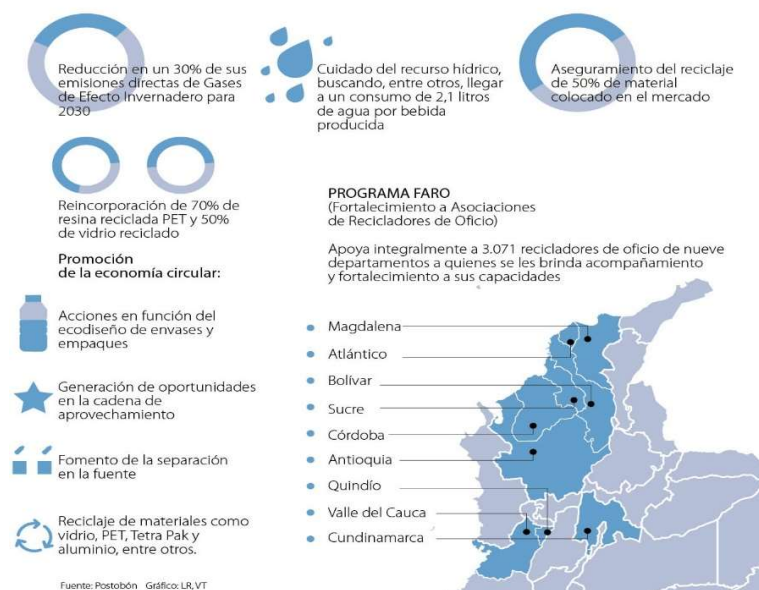 Reducción en un 30% de sus
emisiones directas de Gases
de Efecto Invernadero para
2030
Cuidado del recurso hídrico,
buscando, entre otros, llegar
a un consumo de 2,1 litros
de agua por bebida
producida
Aseguramiento del reciclaje
de 50% de material
colocado en el mercado
Reincorporación de 70% de
resina reciclada PET y 50%
de vidrio reciclado
Promoción
de la economía circular:
Acciones en función del
ecodiseño de envases y
empaques
Generación de oportunidades
en la cadena de
aprovechamiento
Fomento de la separación
en la fuente
Reciclaje de materiales como
vidrio, PET, Tetra Pak y
aluminio, entre otros.
PROGRAMA FARO
(Fortalecimiento a Asociaciones
de Recicladores de Oficio)
Apoya integralmente a 3.071 recicladores de oficio de nueve
departamentos a quienes se les brinda acompañamiento
y fortalecimiento a sus capacidades
Magdalena
Atlántico
Bolívar
Sucre
Córdoba
Antioquia
Quindío
Valle del Cauca
Cundinamarca
Fuente: Postobón Gráfico: LR, VT